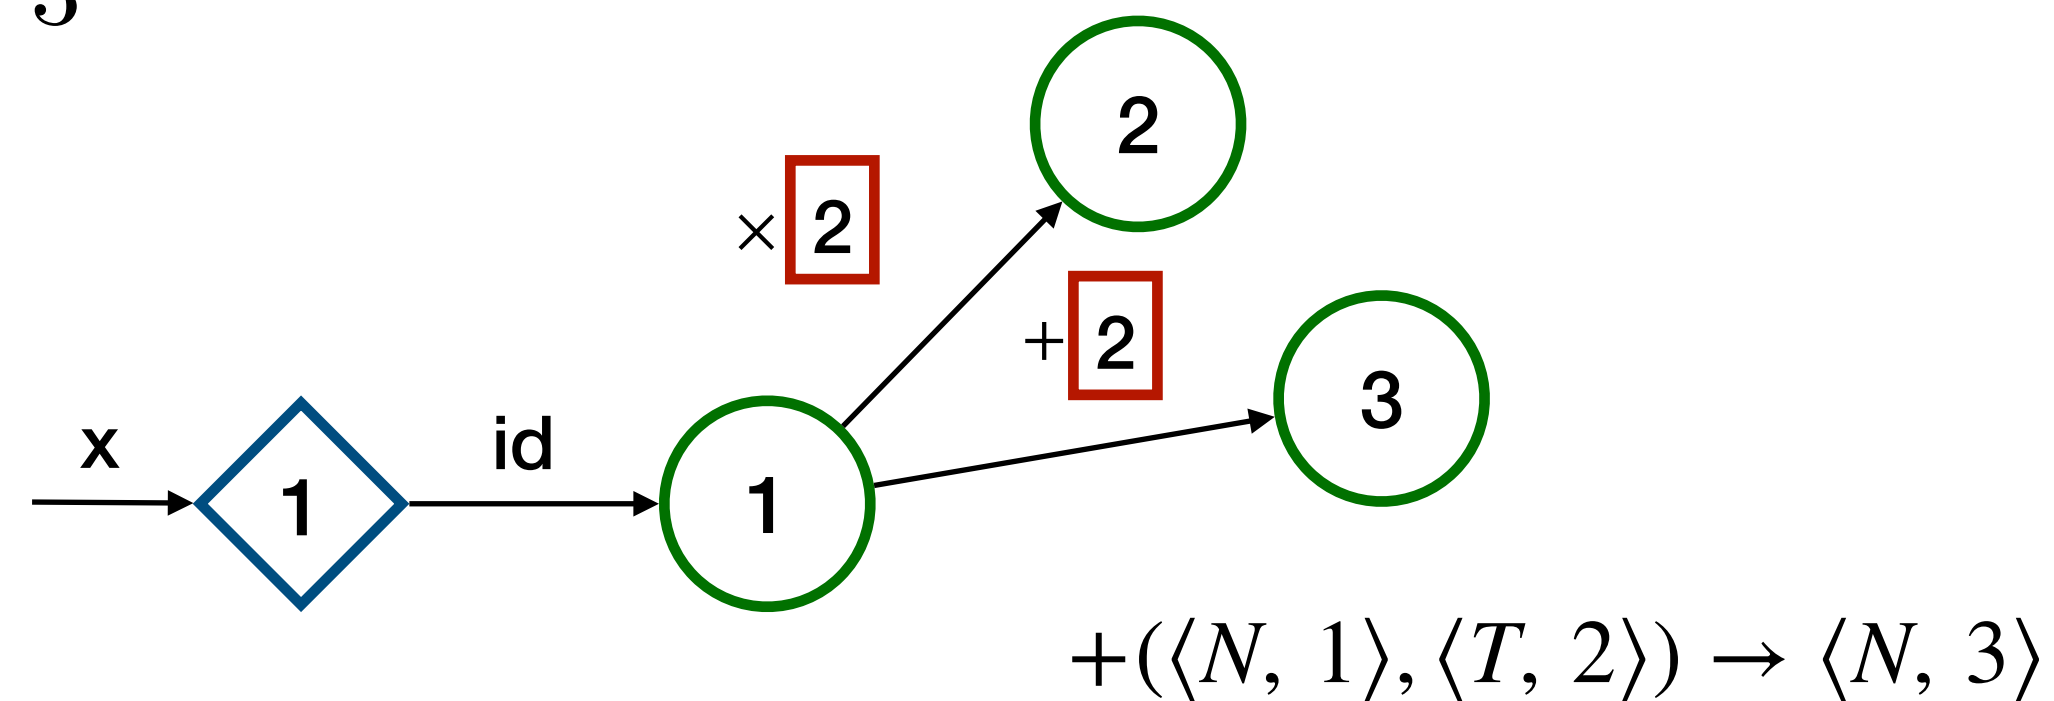 2
× 2
+ 2
3
x
id
1
1
+(⟨N, 1⟩, ⟨T, 2⟩) → ⟨N, 3⟩